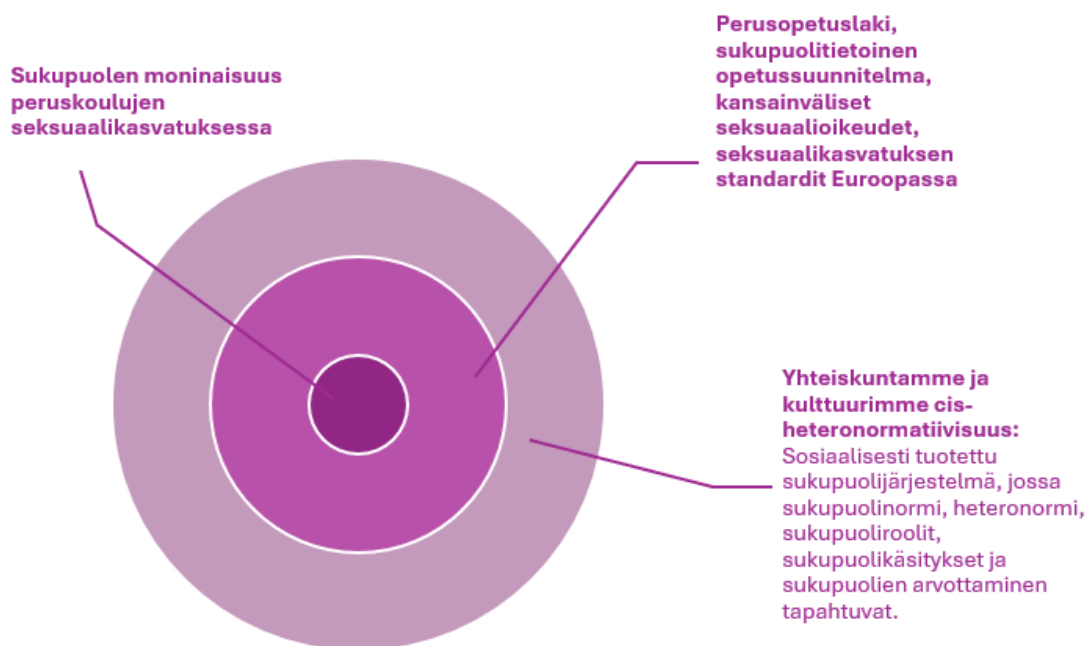 Sukupuolen moninaisuus
peruskoulujen
seksuaalikasvatuksessa
Perusopetuslaki,
sukupuolitietoinen
opetussuunnitelma,
kansainväliset
seksuaalioikeudet,
seksuaalikasvatuksen
standardit Euroopassa
Yhteiskuntamme ja
kulttuurimme cis-
heteronormatiivisuus:
Sosiaalisesti tuotettu
sukupuolijärjestelmä, jossa
sukupuolinormi, heteronormi,
sukupuoliroolit,
sukupuolikäsitykset ja
sukupuolien arvottaminen
tapahtuvat.